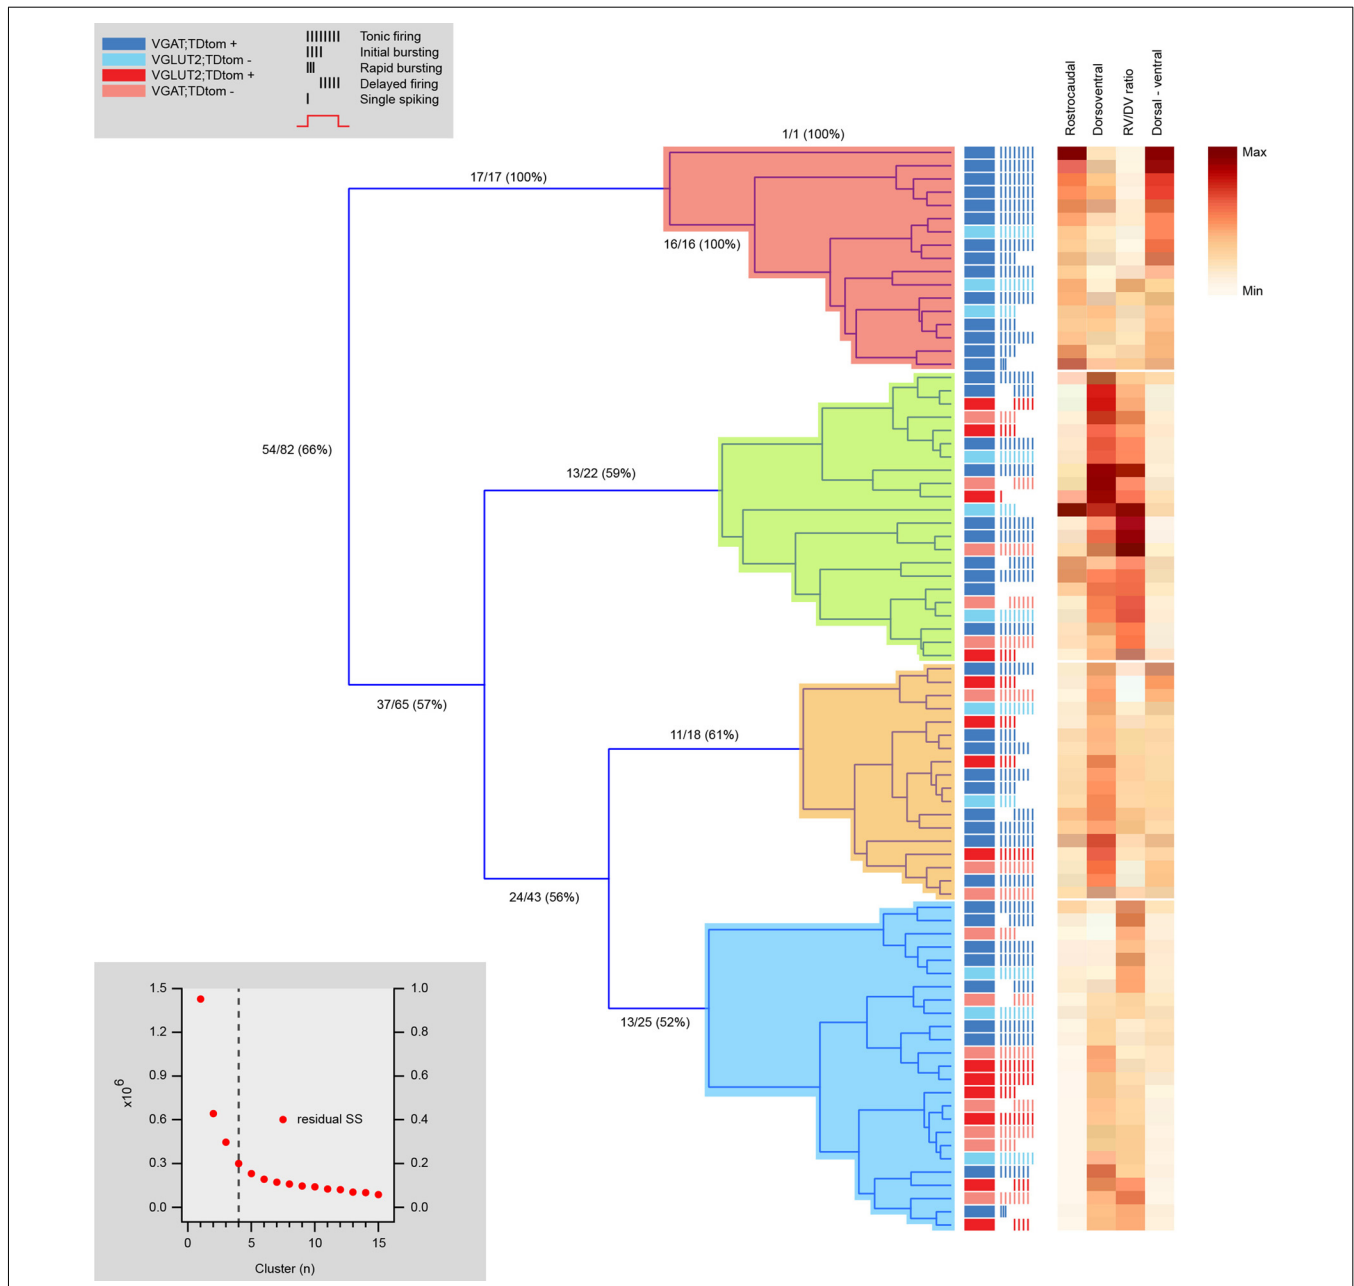 VGAT;TDtom +
VGLUT2;TDtom -
VGLUT2;TDtom +
VGAT;TDtom -
Tonic firing
Initial bursting
Rapid bursting
Delayed firing
Single spiking
Rostrocaudal
Dorsoventral
RV/DV ratio
Dorsal - ventral
Max
Min
1/1 (100%)
17/17 (100%)
16/16 (100%)
54/82 (66%)
13/22 (59%)
37/65 (57%)
11/18 (61%)
24/43 (56%)
13/25 (52%)
1.5
1.2
0.9
0.6
0.3
0.0
x10⁶
1.0
0.8
0.6
0.4
0.2
0.0
residual SS
0 5 10 15
Cluster (n)